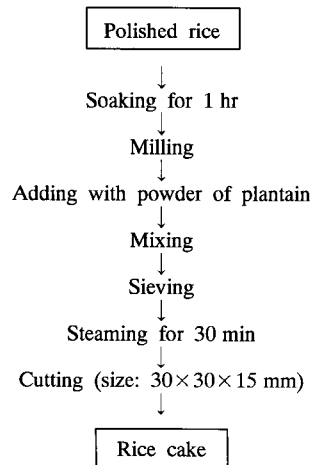 Polished rice
Soaking for 1 hr
Milling
Adding with powder of plantain
Mixing
Sieving
Steaming for 30 min
Cutting (size: 30×30×15 mm)
Rice cake